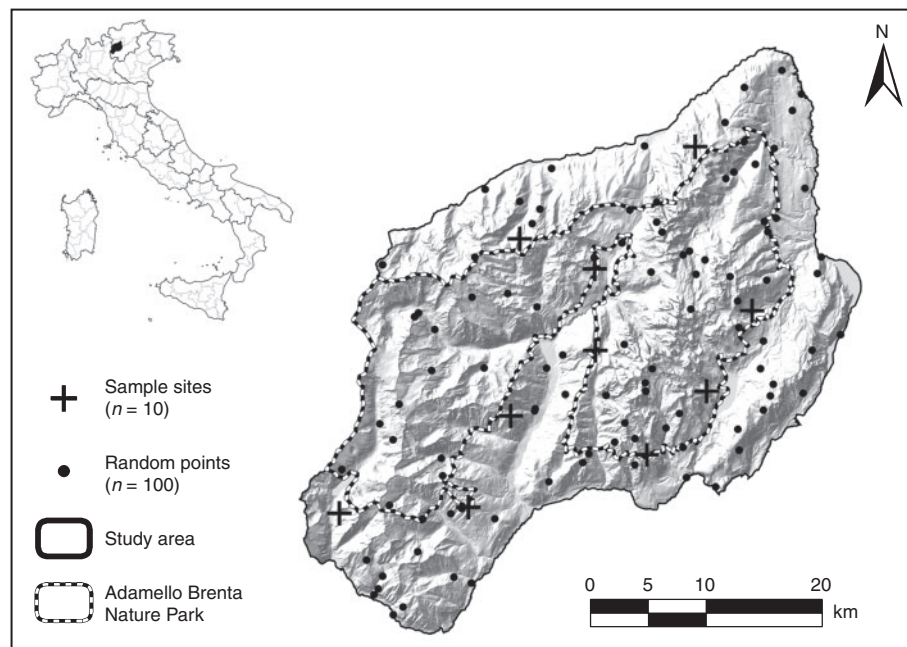 N
Sample sites
(n = 10)
Random points
(n = 100)
Study area
Adamello Brenta
Nature Park
0 5 10 20
km